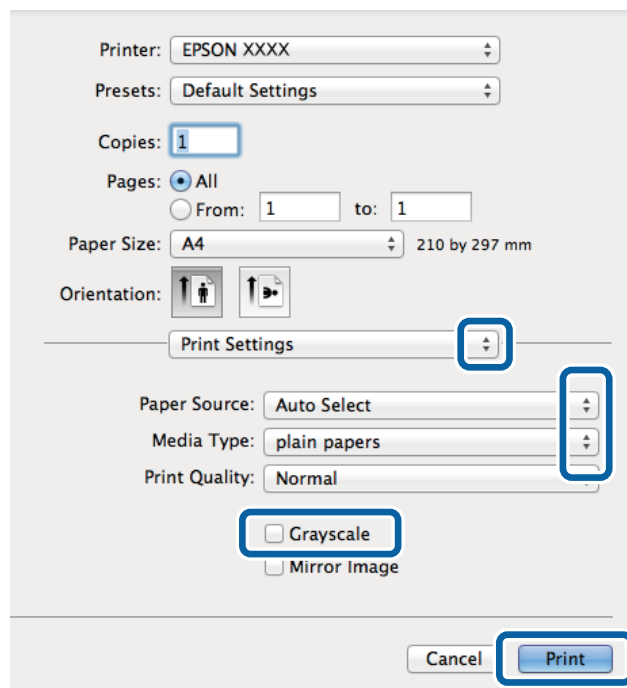 Printer: EPSON XXXX
Presets: Default Settings
Copies: 1
Pages: All
From: 1 to: 1
Paper Size: A4 210 by 297 mm
Orientation:
Print Settings
Paper Source: Auto Select
Media Type: plain papers
Print Quality: Normal
Grayscale
Mirror Image
Cancel Print